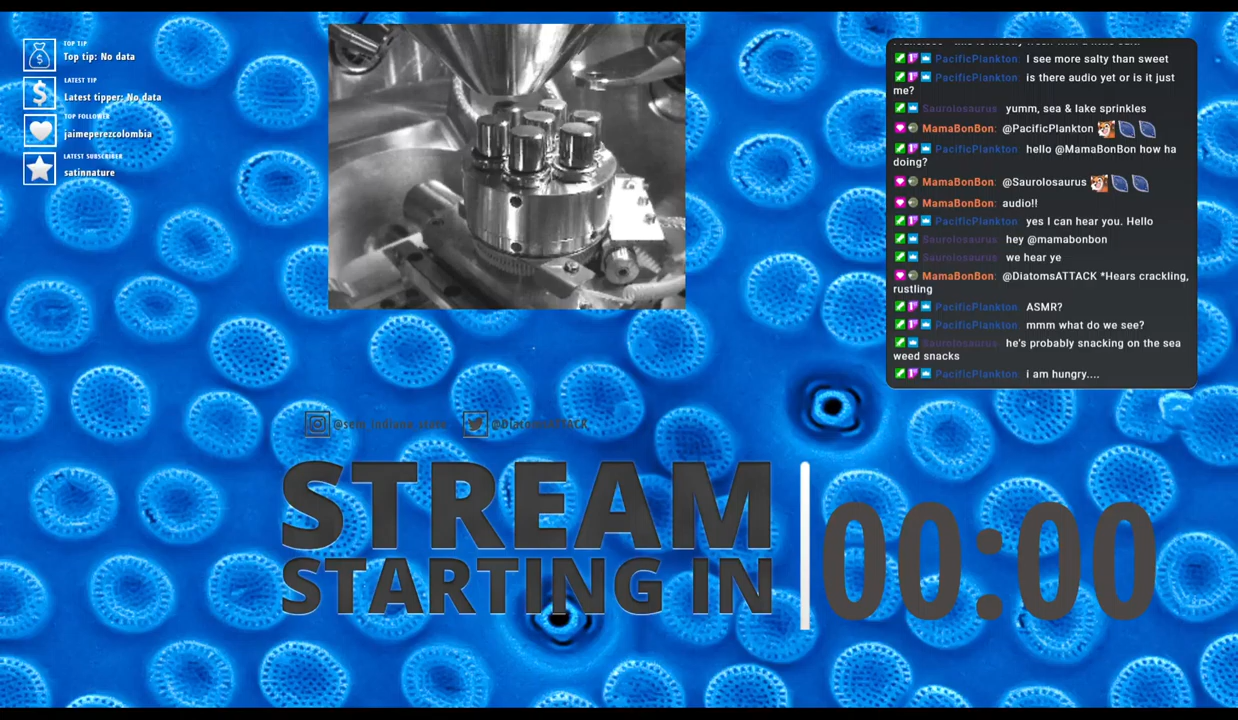 TOP TIP
Top tip: No data
LATEST TIP
Latest tipper: No data
TOP FOLLOWER
jaimeperezcolombia
LATEST SUBSCRIBER
satinnature
PacificPlankton: I see more salty than sweet
PacificPlankton: is there audio yet or is it just
me?
Saurolosaurus: yumm, sea & lake sprinkles
MamaBonBon: @PacificPlankton
PacificPlankton: hello @MamaBonBon how ha
doing?
MamaBonBon: @Saurolosaurus
MamaBonBon: audio!!
PacificPlankton: yes I can hear you. Hello
Saurolosaurus: hey @mamabonbon
Saurolosaurus: we hear ye
MamaBonBon: @DiatomsATTACK *Hears crackling,
rustling
PacificPlankton: ASMR?
PacificPlankton: mmm what do we see?
Saurolosaurus: he's probably snacking on the sea
weed snacks
PacificPlankton: i am hungry....
@DiatomsATTACK
STREAM
STARTING IN
00:00